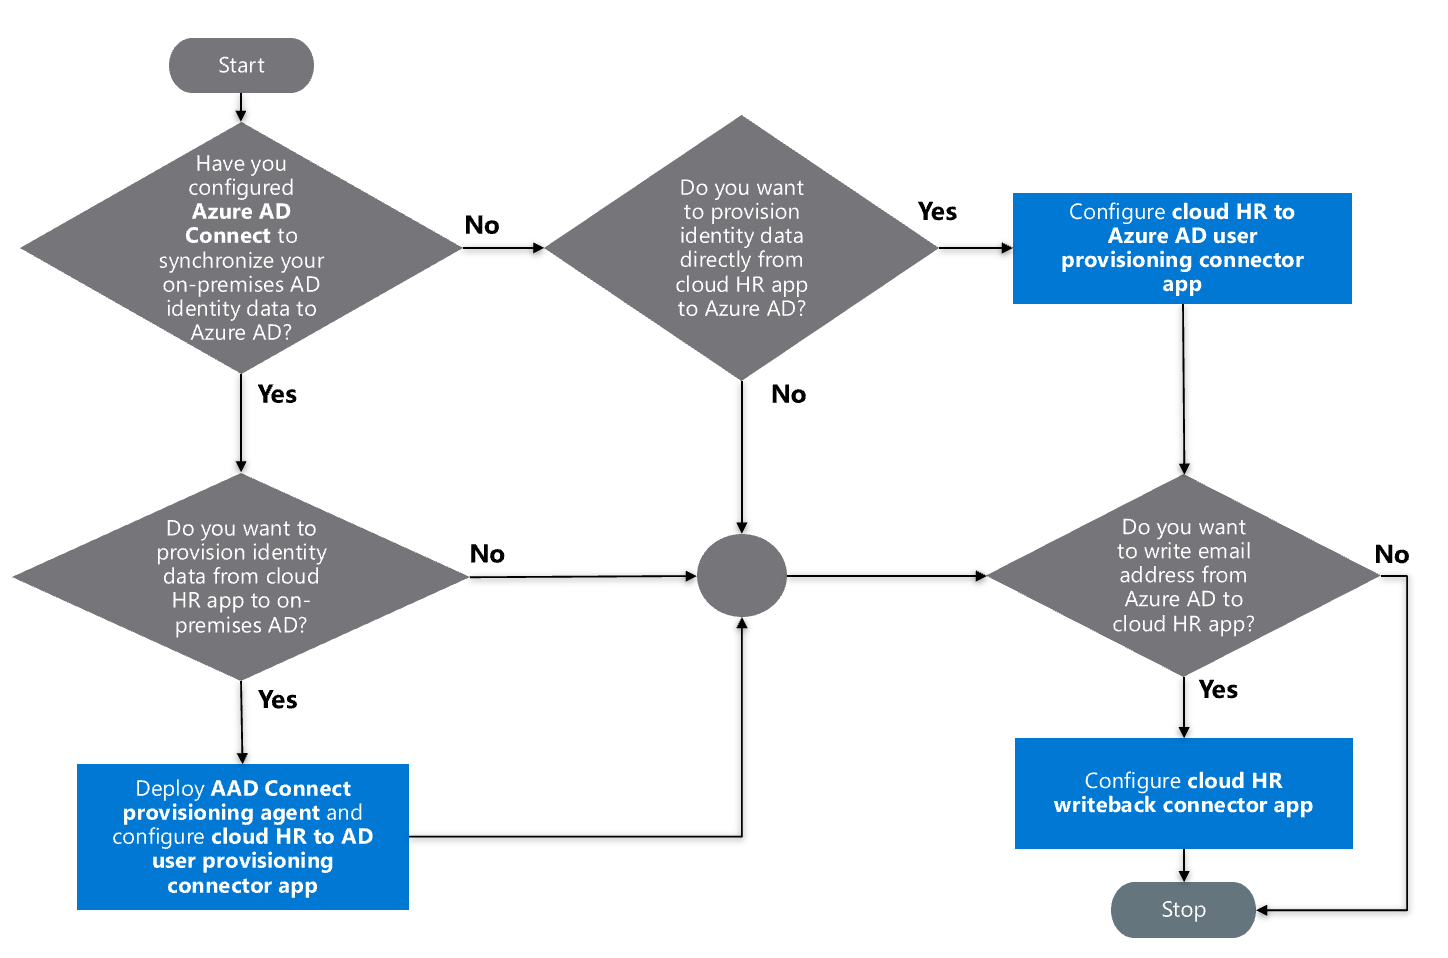 Start
Have you
configured
Azure AD
Connect to
synchronize your
on-premises AD
identity data to
Azure AD?
No
Do you want
to provision
identity data
directly from
cloud HR app
to Azure AD?
Yes
Configure cloud HR to
Azure AD user
provisioning connector
app
Yes
No
Do you want to
provision identity
data from cloud
HR app to on-
premises AD?
No
Do you want
to write email
address from
Azure AD to
cloud HR app?
No
Yes
Yes
Deploy AAD Connect
provisioning agent and
configure cloud HR to AD
user provisioning
connector app
Configure cloud HR
writeback connector app
Stop